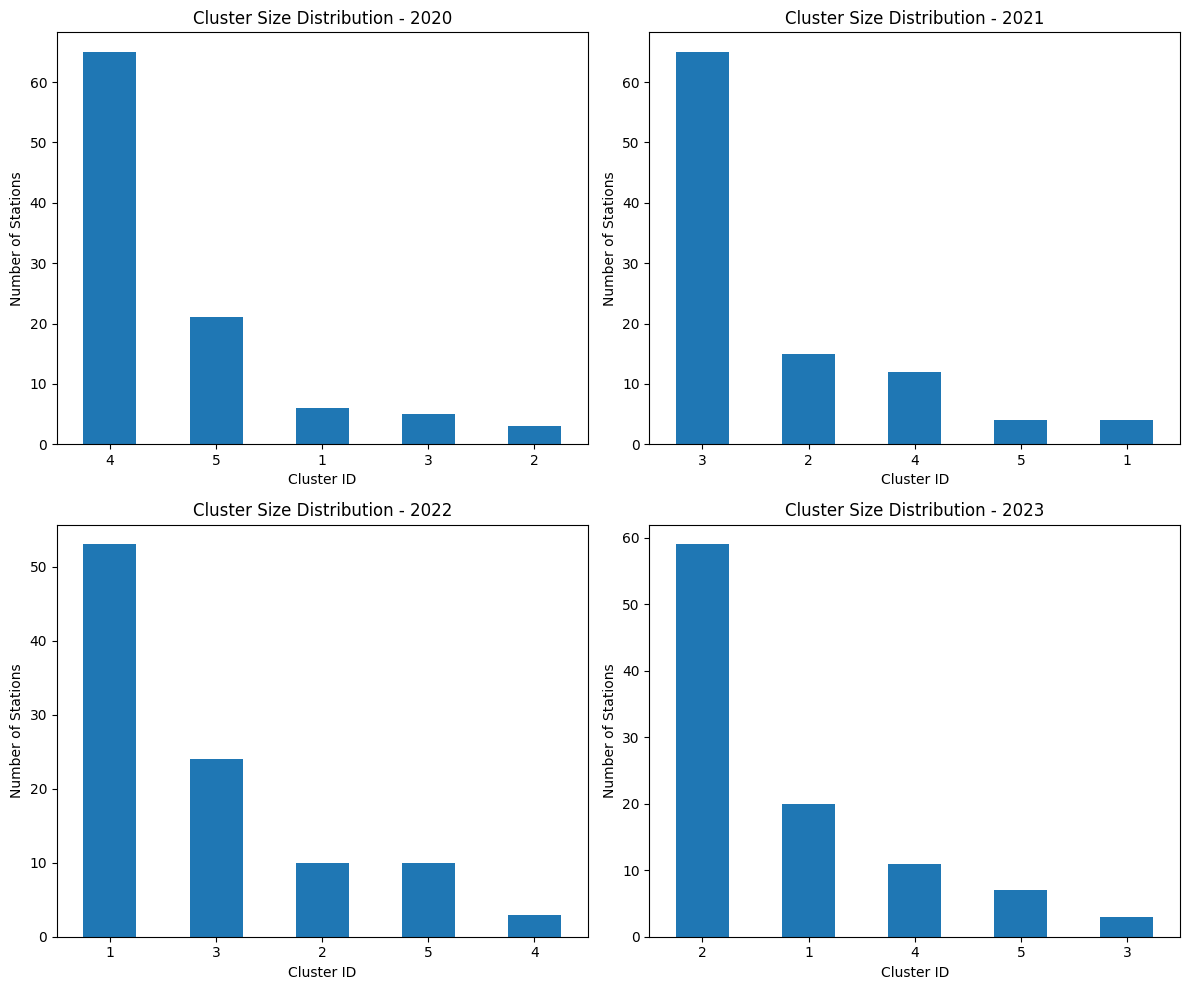 Cluster Size Distribution - 2020
Number of Stations
60
50
40
30
20
10
0
4 5 1 3 2
Cluster ID
Cluster Size Distribution - 2021
Number of Stations
60
50
40
30
20
10
0
3 2 4 5 1
Cluster ID
Cluster Size Distribution - 2022
Number of Stations
50
40
30
20
10
0
1 3 2 5 4
Cluster ID
Cluster Size Distribution - 2023
Number of Stations
60
50
40
30
20
10
0
2 1 4 5 3
Cluster ID